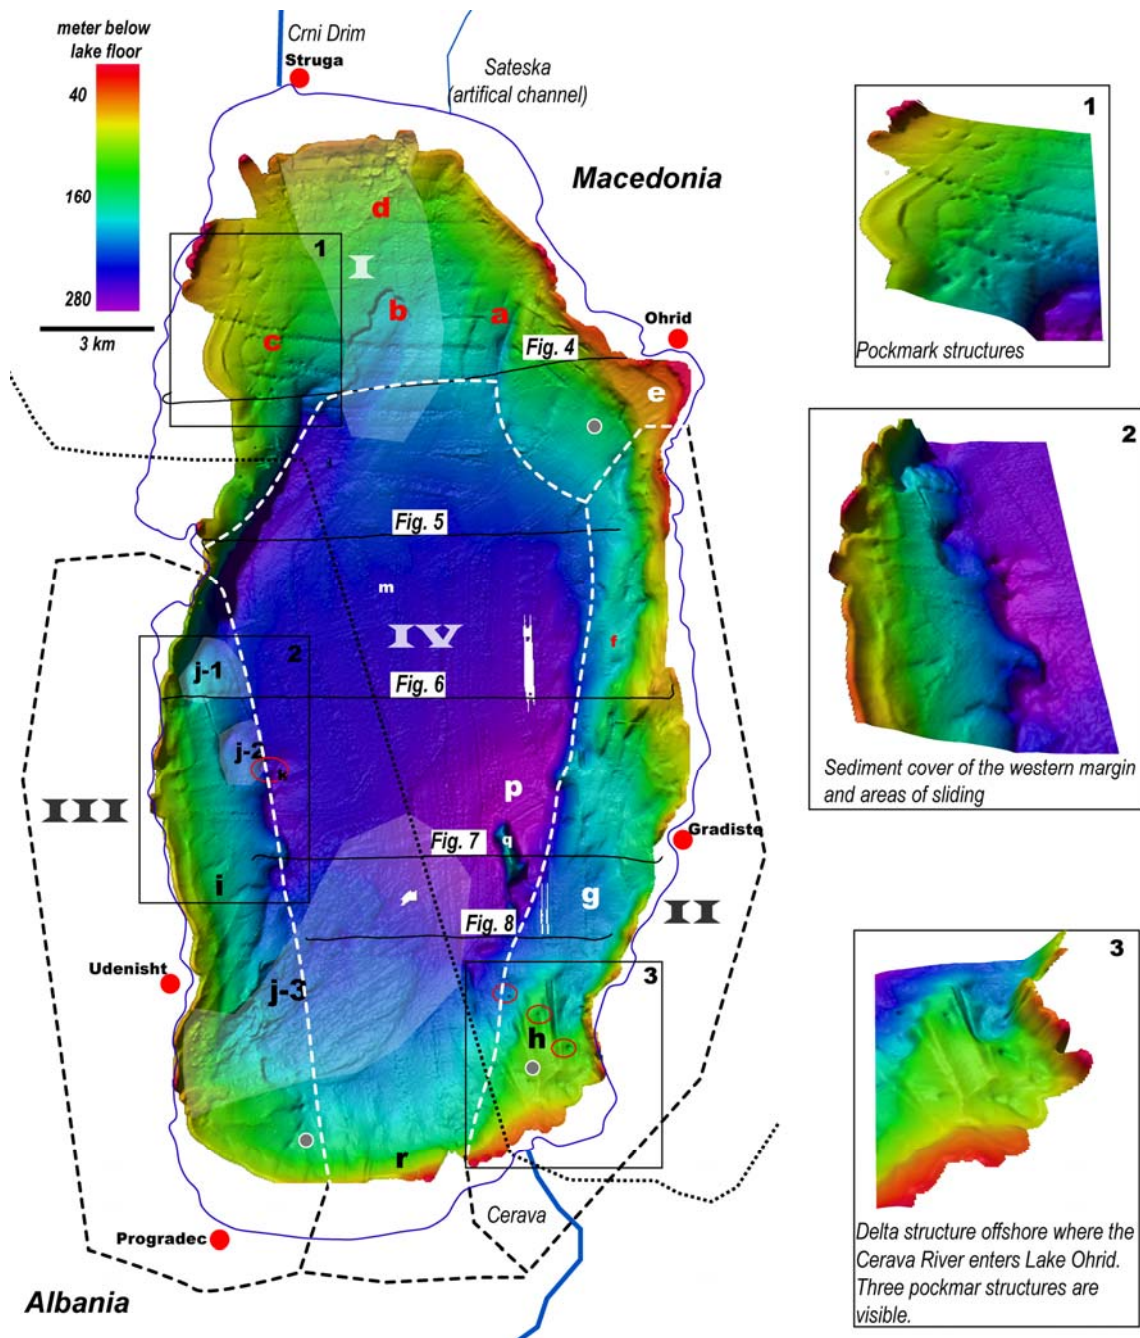 meter below
lake floor
40
160
280
3 km
Crni Drim
Struga
Sateska
(artifical channel)
Macedonia
1
d
I
b
a
c
Fig. 4
Ohrid
e
Fig. 5
m
IV
f
2
j-1
Fig. 6
j-2
k
III
p
Fig. 7
q
Gradiste
i
g
II
Fig. 8
Udenisht
j-3
3
h
r
Cerava
Progradec
Albania
1
Pockmark structures
2
Sediment cover of the western margin
and areas of sliding
3
Delta structure offshore where the
Cerava River enters Lake Ohrid.
Three pockmar structures are
visible.